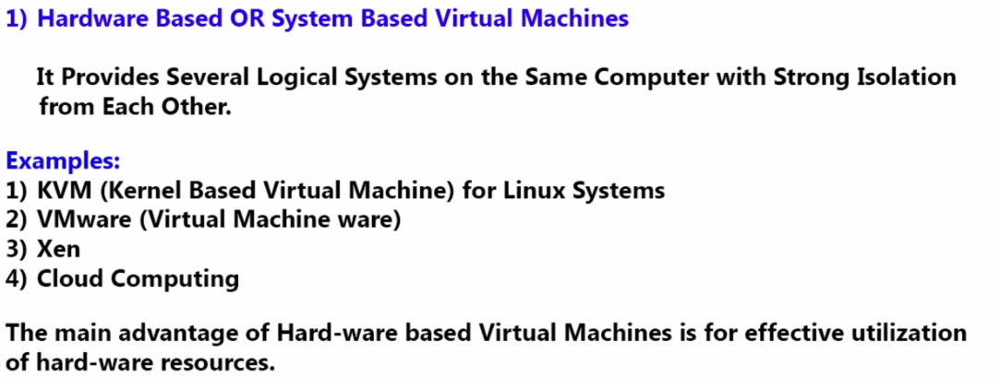 1) Hardware Based OR System Based Virtual Machines
It Provides Several Logical Systems on the Same Computer with Strong Isolation
from Each Other.
Examples:
1) KVM (Kernel Based Virtual Machine) for Linux Systems
2) VMware (Virtual Machine ware)
3) Xen
4) Cloud Computing
The main advantage of Hard-ware based Virtual Machines is for effective utilization
of hard-ware resources.